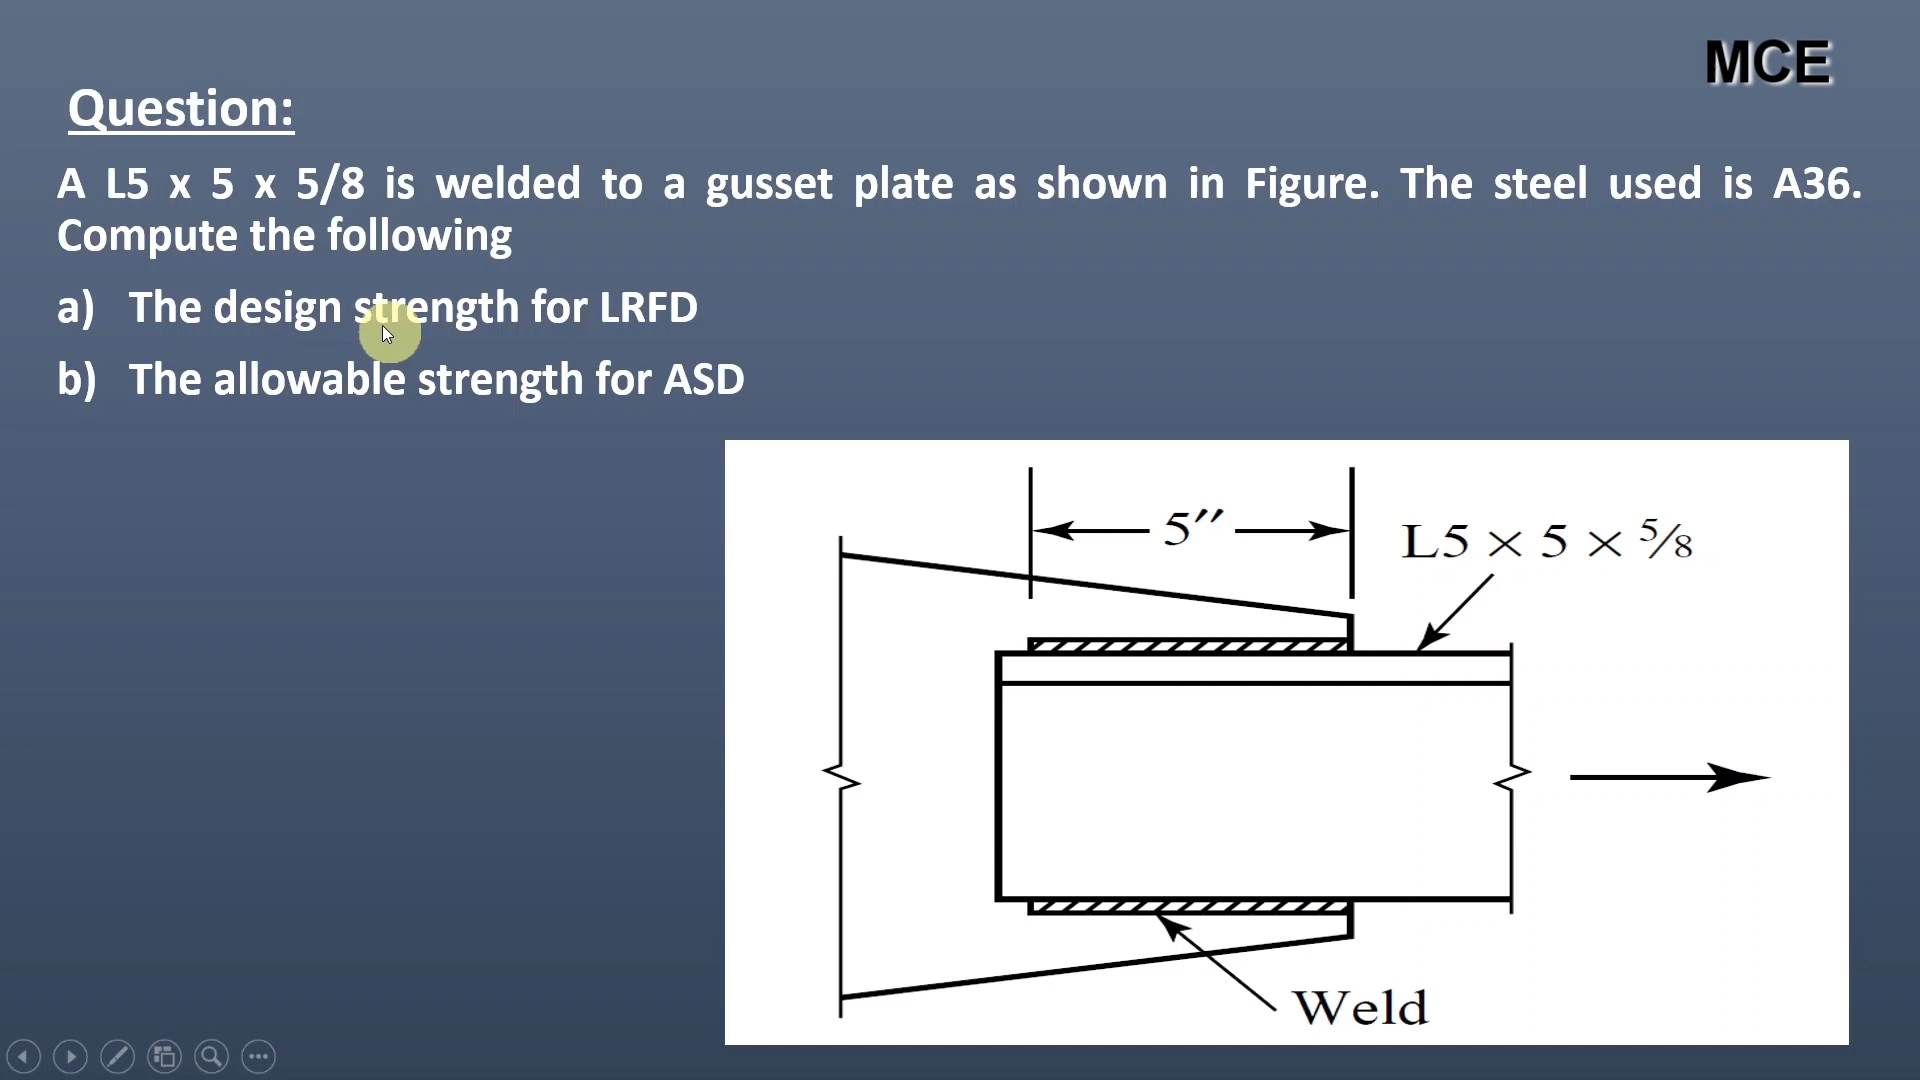 MCE
Question:
A L5 x 5 x 5/8 is welded to a gusset plate as shown in Figure. The steel used is A36.
Compute the following
a) The design strength for LRFD
b) The allowable strength for ASD
5″
L5 × 5 × 5⁄8
Weld